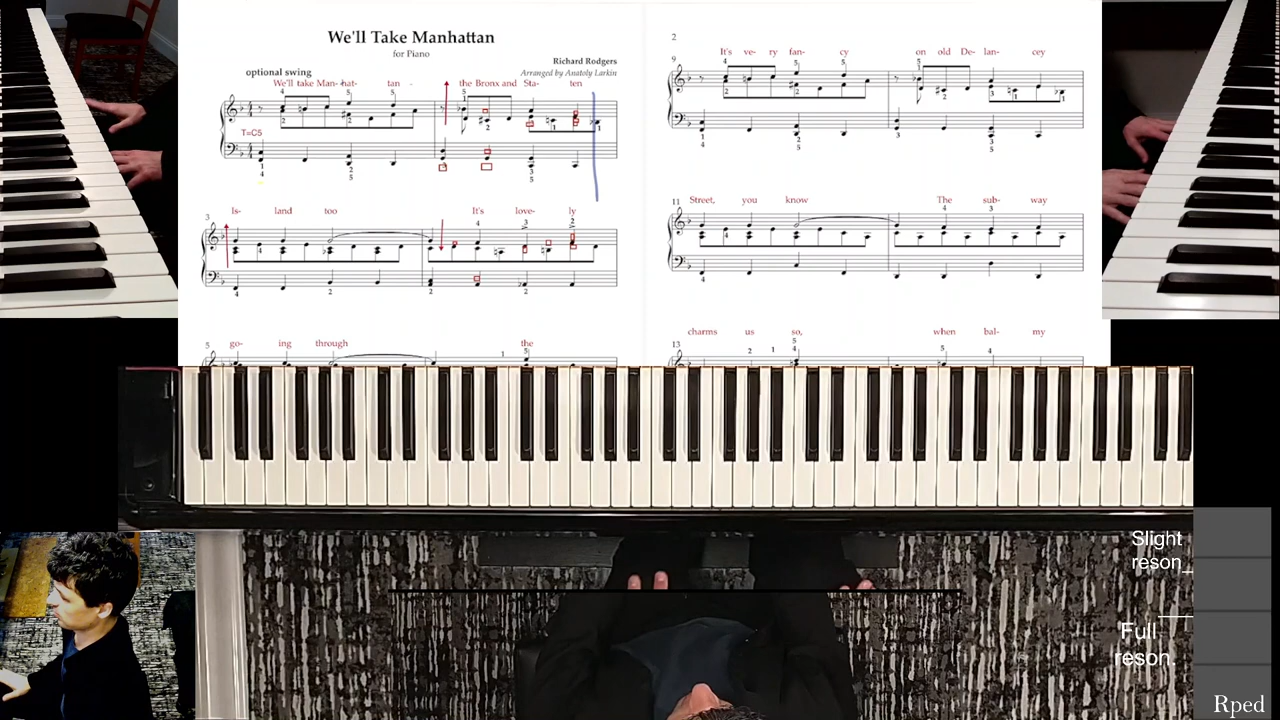 We'll Take Manhattan
for Piano
Richard Rodgers
Arranged by Anatoly Larkin
optional swing
We'll take Man- hat- tan - the Bronx and Sta- ten
T=C5
3
Is- land too It's love- ly
5
go- ing through the
2
9
It's ve- ry fan- cy on old De- lan- cey
11
Street, you know The sub- way
13
charms us so, when bal- my
Slight
reson_
Full
reson.
Rped